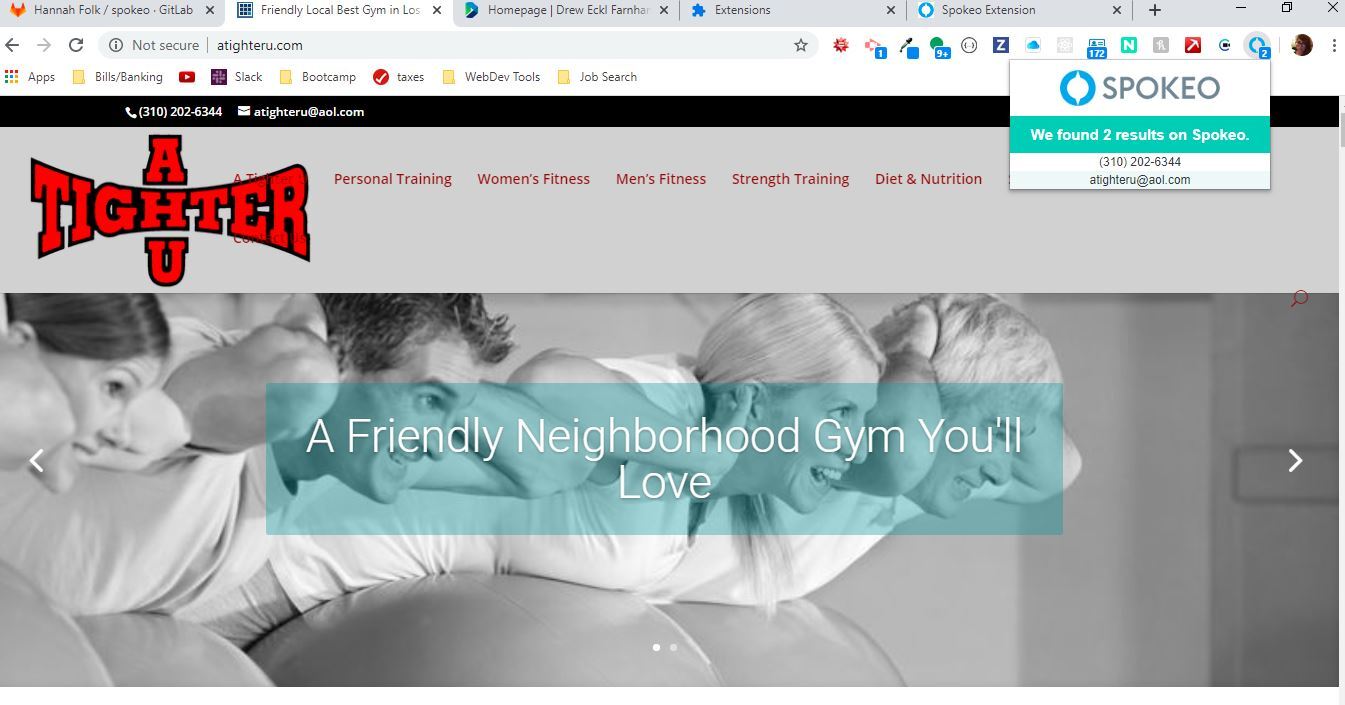 Hannah Folk / spokeo · GitLab
Friendly Local Best Gym in Los
Homepage | Drew Eckl Farnhar
Extensions
Spokeo Extension
Not secure | atighteru.com
1
9+
Z
172
N
C
2
Apps
Bills/Banking
Slack
Bootcamp
taxes
WebDev Tools
Job Search
(310) 202-6344
atighteru@aol.com
SPOKEO
We found 2 results on Spokeo.
(310) 202-6344
atighteru@aol.com
A
TIGHTER
U
Personal Training
Women's Fitness
Men's Fitness
Strength Training
Diet & Nutrition
Contact Us
A Friendly Neighborhood Gym You'll
Love